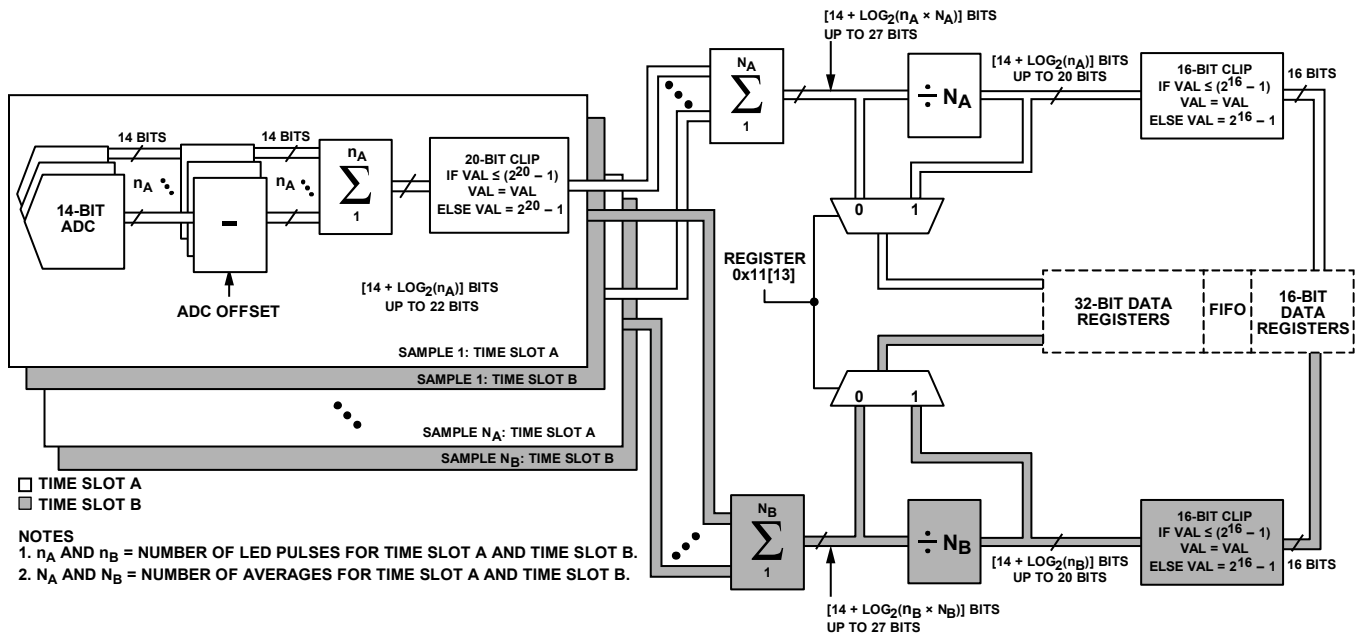 [14 + LOG2(nA × NA)] BITS
UP TO 27 BITS
NA
∑
1
÷ NA
[14 + LOG2(nA)] BITS
UP TO 20 BITS
16-BIT CLIP
IF VAL ≤ (2^16 – 1)
VAL = VAL
ELSE VAL = 2^16 – 1
16 BITS
14 BITS
14 BITS
nA
nA
14-BIT
ADC
–
ADC OFFSET
nA
∑
1
20-BIT CLIP
IF VAL ≤ (2^20 – 1)
VAL = VAL
ELSE VAL = 2^20 – 1
[14 + LOG2(nA)] BITS
UP TO 22 BITS
SAMPLE 1: TIME SLOT A
SAMPLE 1: TIME SLOT B
SAMPLE NA: TIME SLOT A
SAMPLE NB: TIME SLOT B
0 1
REGISTER
0x11[13]
32-BIT DATA
REGISTERS
FIFO
16-BIT
DATA
REGISTERS
0 1
TIME SLOT A
TIME SLOT B
NOTES
1. nA AND nB = NUMBER OF LED PULSES FOR TIME SLOT A AND TIME SLOT B.
2. NA AND NB = NUMBER OF AVERAGES FOR TIME SLOT A AND TIME SLOT B.
NB
∑
1
÷ NB
[14 + LOG2(nB)] BITS
UP TO 20 BITS
16-BIT CLIP
IF VAL ≤ (2^16 – 1)
VAL = VAL
ELSE VAL = 2^16 – 1
16 BITS
[14 + LOG2(nB × NB)] BITS
UP TO 27 BITS